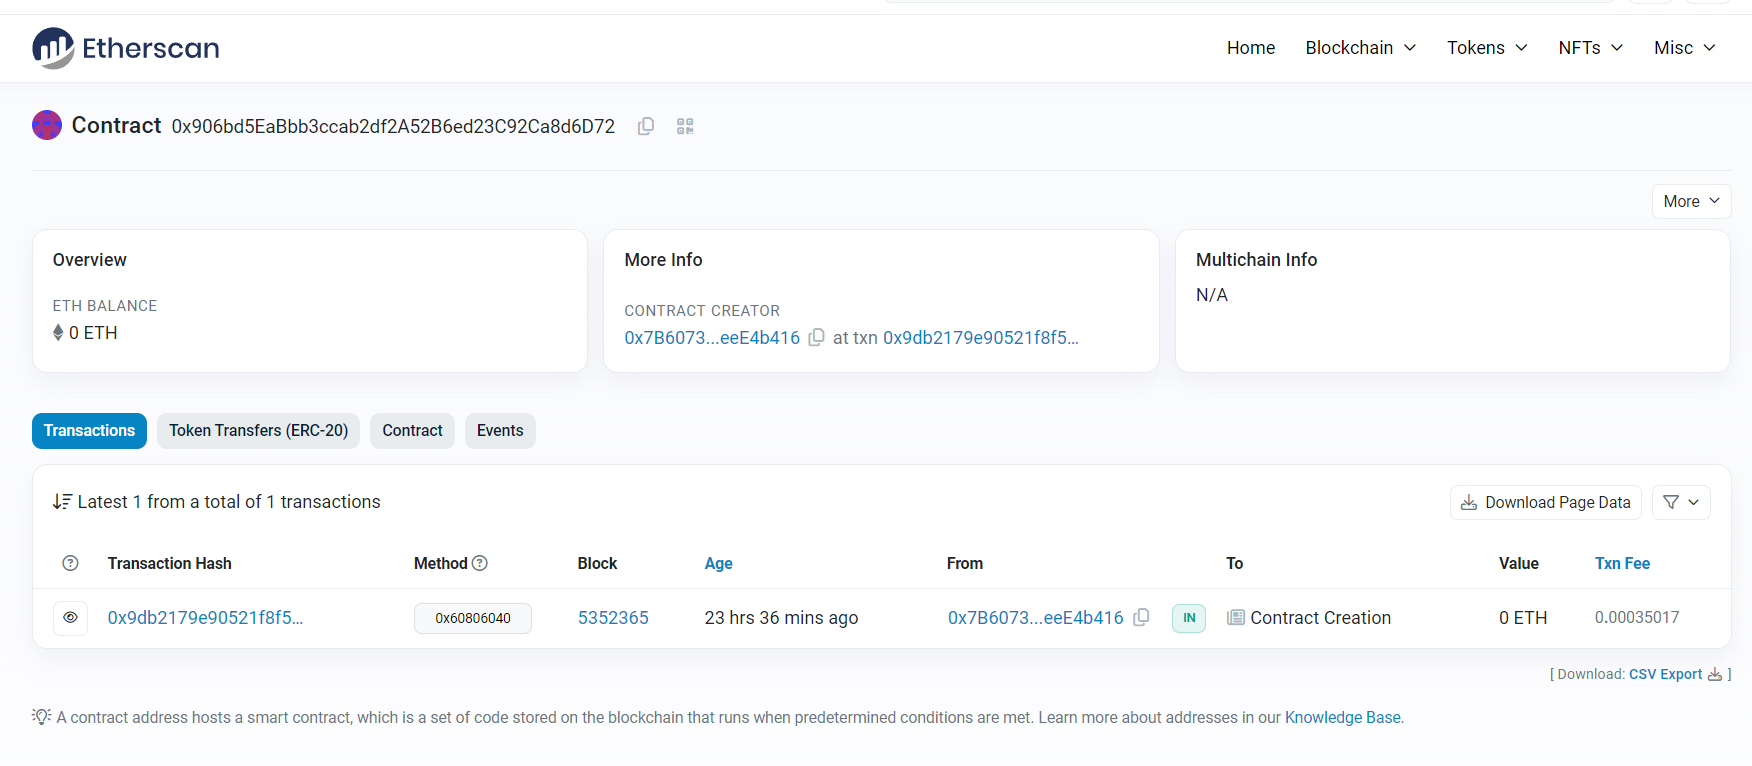 Etherscan
Home Blockchain Tokens NFTs Misc
Contract 0x906bd5EaBbb3ccab2df2A52B6ed23C92Ca8d6D72
More
Overview
ETH BALANCE
0 ETH
More Info
CONTRACT CREATOR
0x7B6073...eeE4b416 at txn 0x9db2179e90521f8f5...
Multichain Info
N/A
Transactions Token Transfers (ERC-20) Contract Events
Latest 1 from a total of 1 transactions
Download Page Data
Transaction Hash Method Block Age From To Value Txn Fee
0x9db2179e90521f8f5... 0x60806040 5352365 23 hrs 36 mins ago 0x7B6073...eeE4b416 IN Contract Creation 0 ETH 0.00035017
[ Download: CSV Export ]
A contract address hosts a smart contract, which is a set of code stored on the blockchain that runs when predetermined conditions are met. Learn more about addresses in our Knowledge Base.